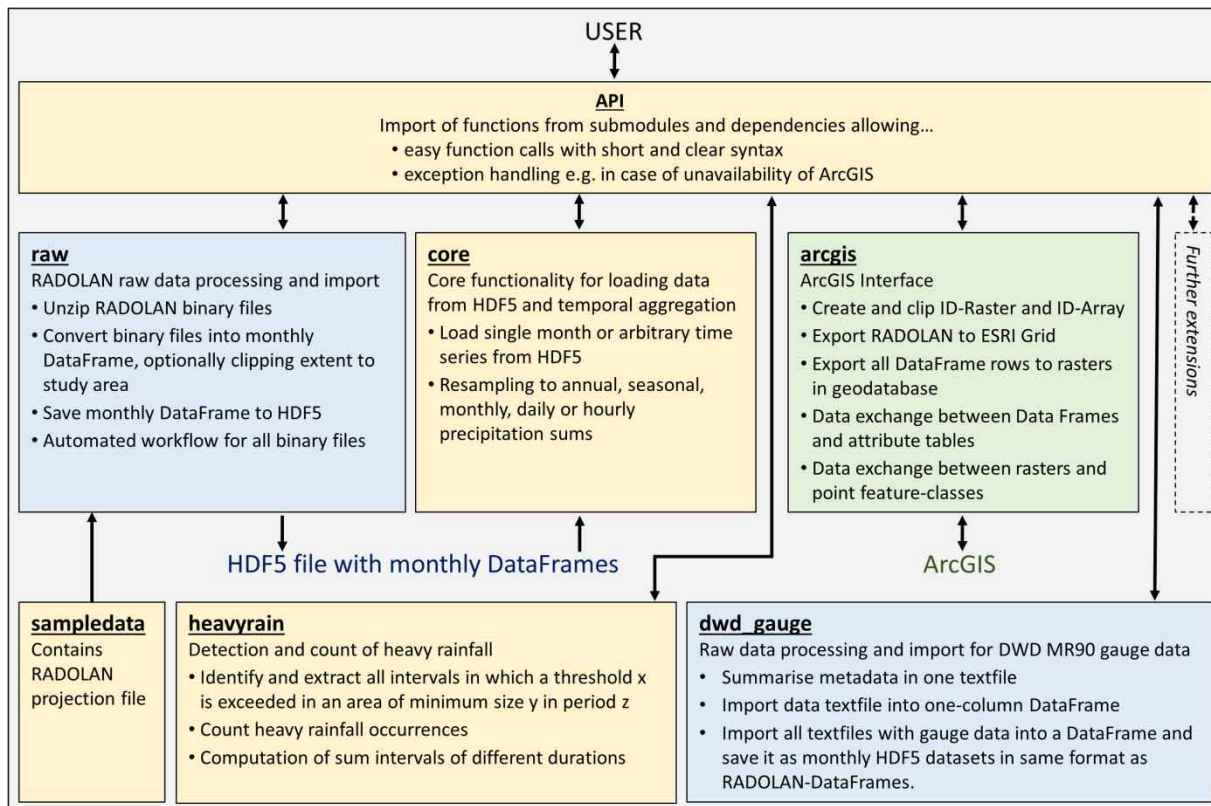 USER
API
Import of functions from submodules and dependencies allowing…
• easy function calls with short and clear syntax
• exception handling e.g. in case of unavailability of ArcGIS
raw
RADOLAN raw data processing and import
• Unzip RADOLAN binary files
• Convert binary files into monthly
DataFrame, optionally clipping extent to
study area
• Save monthly DataFrame to HDF5
• Automated workflow for all binary files
core
Core functionality for loading data
from HDF5 and temporal aggregation
• Load single month or arbitrary time
series from HDF5
• Resampling to annual, seasonal,
monthly, daily or hourly
precipitation sums
arcgis
ArcGIS Interface
• Create and clip ID-Raster and ID-Array
• Export RADOLAN to ESRI Grid
• Export all DataFrame rows to rasters
in geodatabase
• Data exchange between Data Frames
and attribute tables
• Data exchange between rasters and
point feature-classes
Further extensions
HDF5 file with monthly DataFrames
ArcGIS
sampledata
Contains
RADOLAN
projection file
heavyrain
Detection and count of heavy rainfall
• Identify and extract all intervals in which a threshold x
is exceeded in an area of minimum size y in period z
• Count heavy rainfall occurrences
• Computation of sum intervals of different durations
dwd_gauge
Raw data processing and import for DWD MR90 gauge data
• Summarise metadata in one textfile
• Import data textfile into one-column DataFrame
• Import all textfiles with gauge data into a DataFrame and
save it as monthly HDF5 datasets in same format as
RADOLAN-DataFrames.